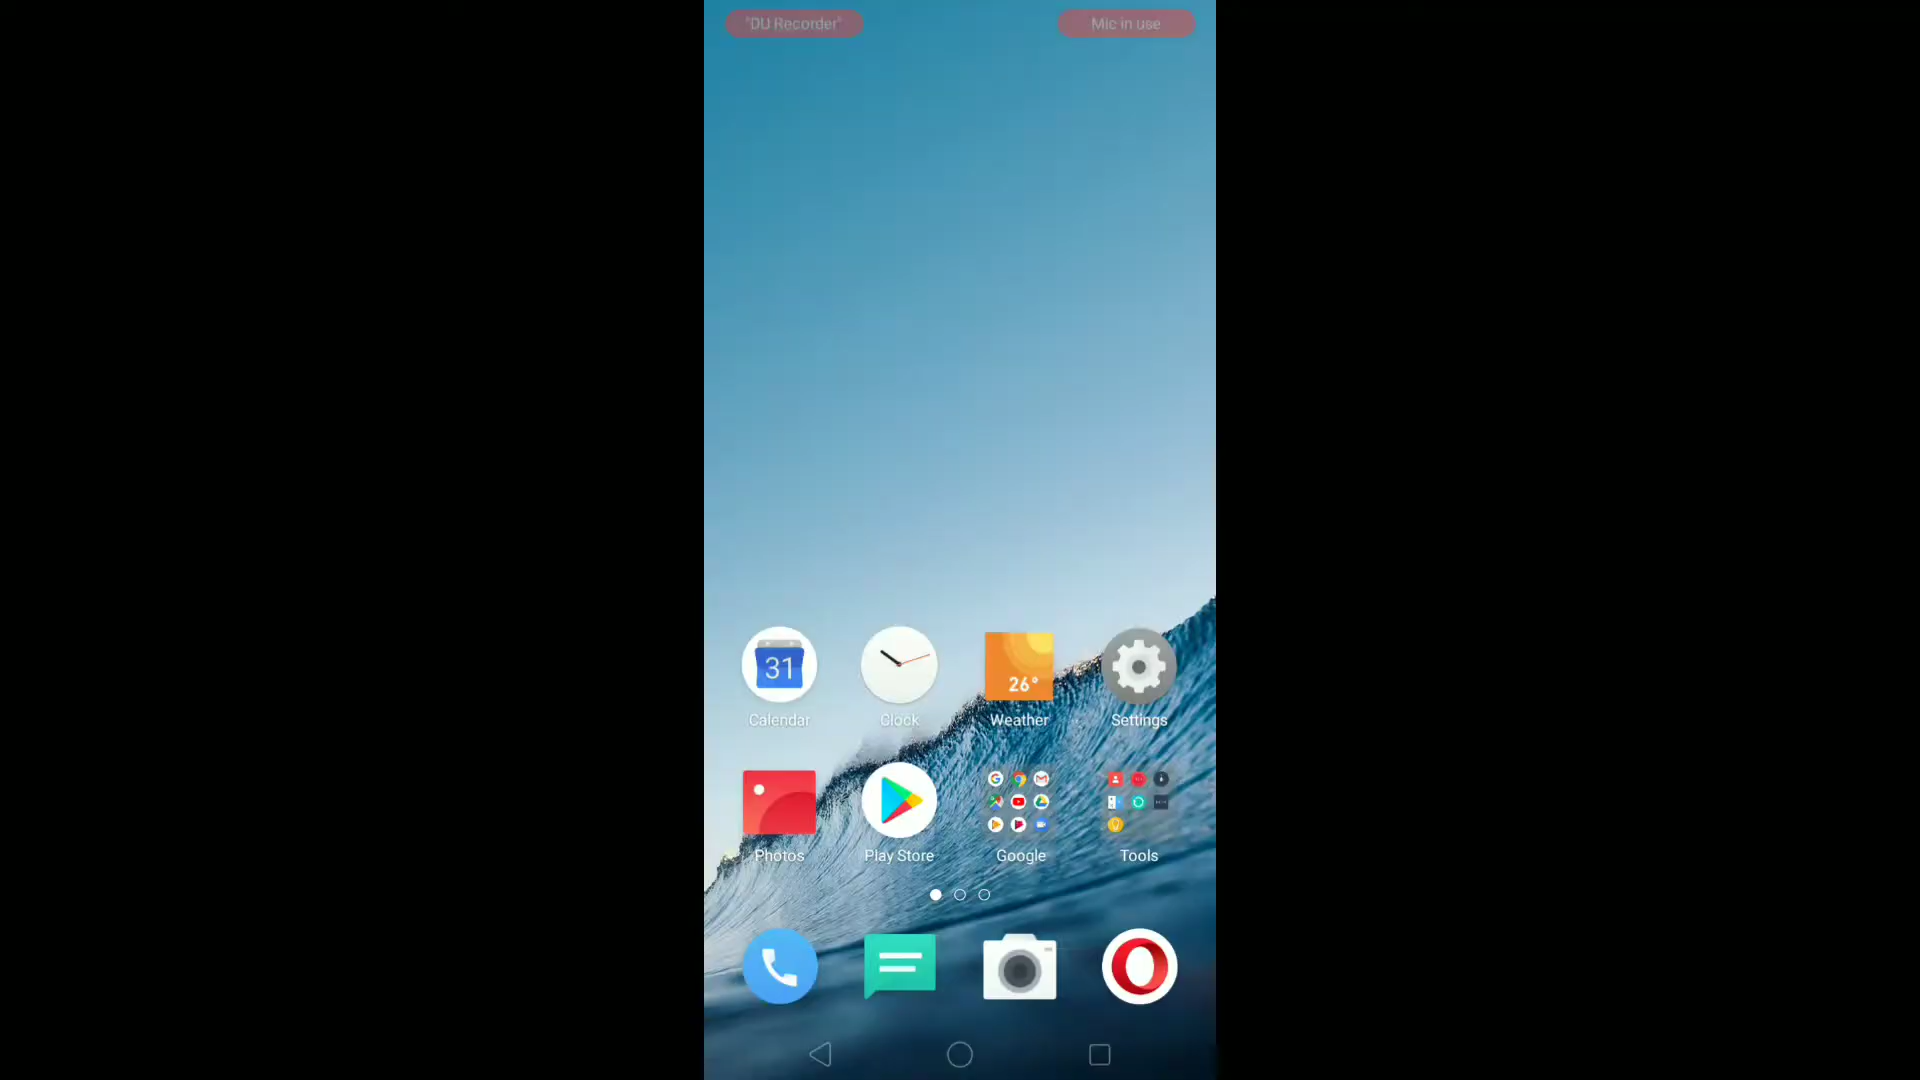 "DU Recorder"
Mic in use
31
26°
Calendar
Clock
Weather
Settings
Photos
Play Store
Google
Tools